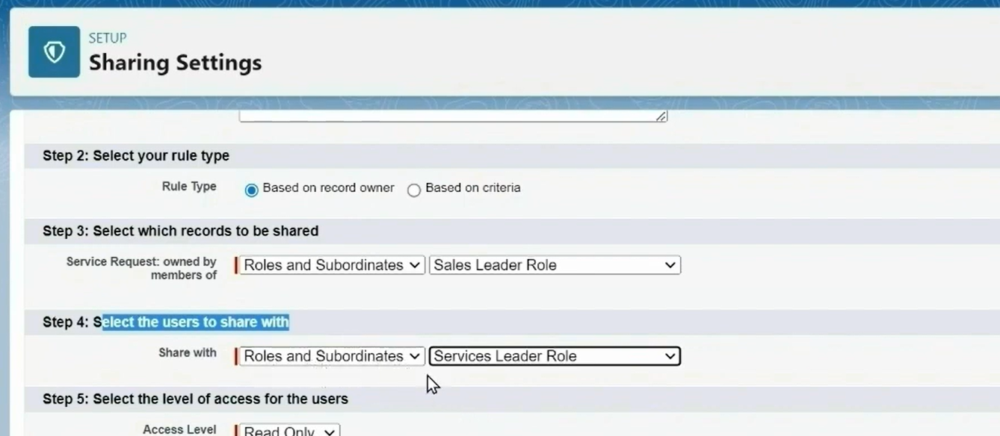 SETUP
Sharing Settings
Step 2: Select your rule type
Rule Type Based on record owner Based on criteria
Step 3: Select which records to be shared
Service Request: owned by
members of Roles and Subordinates Sales Leader Role
Step 4: Select the users to share with
Share with Roles and Subordinates Services Leader Role
Step 5: Select the level of access for the users
Access Level Read Only